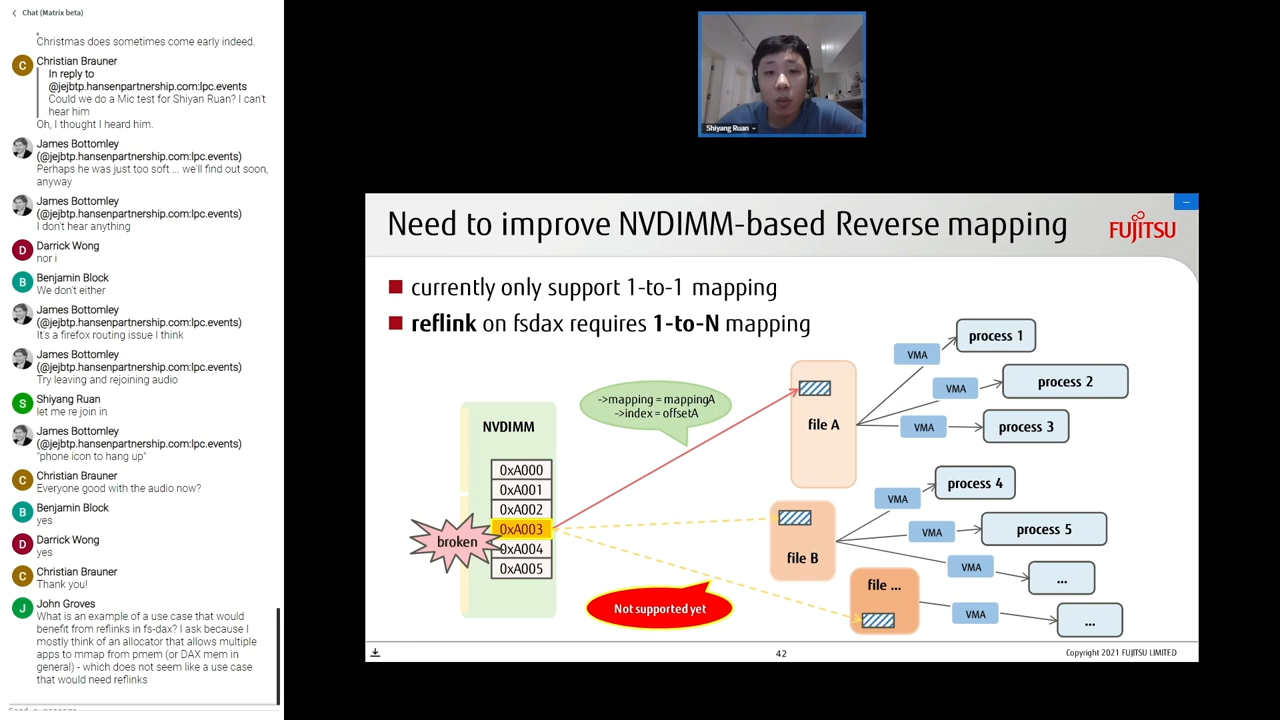 Chat (Matrix beta)
Christmas does sometimes come early indeed.
C
Christian Brauner
In reply to
@jejbtp.hansenpartnership.com:lpc.events
Could we do a Mic test for Shiyan Ruan? I can't
hear him
Oh, I thought I heard him.
James Bottomley
(@jejbtp.hansenpartnership.com:lpc.events)
Perhaps he was just too soft ... we'll find out soon,
anyway
James Bottomley
(@jejbtp.hansenpartnership.com:lpc.events)
I don't hear anything
D
Darrick Wong
nor i
B
Benjamin Block
We don't either
James Bottomley
(@jejbtp.hansenpartnership.com:lpc.events)
It's a firefox routing issue I think
James Bottomley
(@jejbtp.hansenpartnership.com:lpc.events)
Try leaving and rejoining audio
S
Shiyang Ruan
let me re join in
James Bottomley
(@jejbtp.hansenpartnership.com:lpc.events)
"phone icon to hang up"
C
Christian Brauner
Everyone good with the audio now?
B
Benjamin Block
yes
D
Darrick Wong
yes
C
Christian Brauner
Thank you!
J
John Groves
What is an example of a use case that would
benefit from reflinks in fs-dax? I ask because I
mostly think of an allocator that allows multiple
apps to mmap from pmem (or DAX mem in
general) - which does not seem like a use case
that would need reflinks
Shiyang Ruan
Need to improve NVDIMM-based Reverse mapping
FUJITSU
currently only support 1-to-1 mapping
reflink on fsdax requires 1-to-N mapping
->mapping = mappingA
->index = offsetA
NVDIMM
0xA000
0xA001
0xA002
0xA003
0xA004
0xA005
broken
Not supported yet
file A
VMA
process 1
VMA
process 2
VMA
process 3
file B
VMA
process 4
VMA
process 5
VMA
...
file ...
VMA
...
42
Copyright 2021 FUJITSU LIMITED